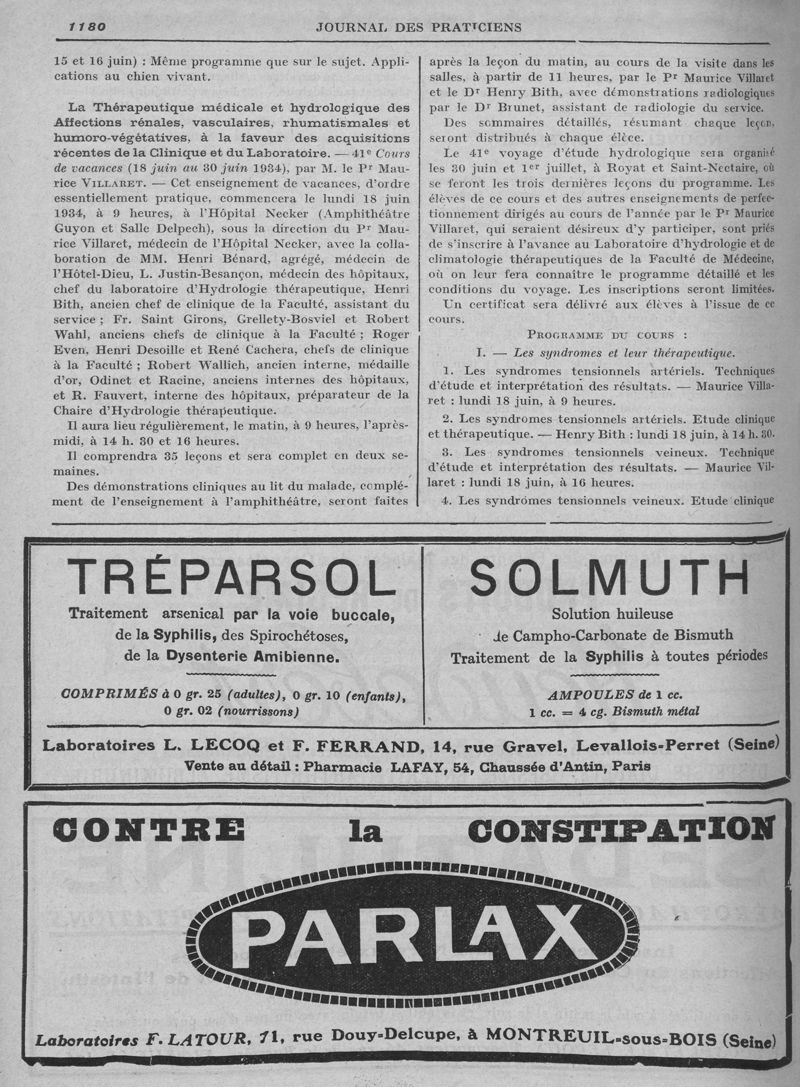 1180
JOURNAL DES PRATICIENS
15 et 16 juin) : Même programme que sur le sujet. Appli-
cations au chien vivant.
La Thérapeutique médicale et hydrologique des
Affections rénales, vasculaires, rhumatismales et
humoro-végétatives, à la faveur des acquisitions
récentes de la Clinique et du Laboratoire. — 41e Cours
de vacances (18 juin au 30 juin 1934), par M. le Pr Mau-
rice VILLARET. — Cet enseignement de vacances, d'ordre
essentiellement pratique, commencera le lundi 18 juin
1934, à 9 heures, à l'Hôpital Necker (Amphithéâtre
Guyon et Salle Delpech), sous la direction du Pr Mau-
rice Villaret, médecin de l'Hôpital Necker, avec la colla-
boration de MM. Henri Bénard, agrégé, médecin de
l'Hôtel-Dieu, L. Justin-Besançon, médecin des hôpitaux,
chef du laboratoire d'Hydrologie thérapeutique, Henri
Bith, ancien chef de clinique de la Faculté, assistant du
service ; Fr. Saint Girons, Grellety-Bosviel et Robert
Wahl, anciens chefs de clinique à la Faculté ; Roger
Even, Henri Desoille et René Cachera, chefs de clinique
à la Faculté ; Robert Wallich, ancien interne, médaille
d'or, Odinet et Racine, anciens internes des hôpitaux,
et R. Fauvert, interne des hôpitaux, préparateur de la
Chaire d'Hydrologie thérapeutique.
Il aura lieu régulièrement, le matin, à 9 heures, l'après-
midi, à 14 h. 30 et 16 heures.
Il comprendra 35 leçons et sera complet en deux se-
maines.
Des démonstrations cliniques au lit du malade, complé-
ment de l'enseignement à l'amphithéâtre, seront faites
après la leçon du matin, au cours de la visite dans les
salles, à partir de 11 heures, par le Pr Maurice Villaret
et le Dr Henry Bith, avec démonstrations radiologiques
par le Dr Brunet, assistant de radiologie du service.
Des sommaires détaillés, résumant chaque leçon,
seront distribués à chaque élèce.
Le 41e voyage d'étude hydrologique sera organisé
les 30 juin et 1er juillet, à Royat et Saint-Nectaire, où
se feront les trois dernières leçons du programme. Les
élèves de ce cours et des autres enseignements de perfec-
tionnement dirigés au cours de l'année par le Pr Maurice
Villaret, qui seraient désireux d'y participer, sont priés
de s'inscrire à l'avance au Laboratoire d'hydrologie et de
climatologie thérapeutiques de la Faculté de Médecine,
où on leur fera connaître le programme détaillé et les
conditions du voyage. Les inscriptions seront limitées.
Un certificat sera délivré aux élèves à l'issue de ce
cours.
PROGRAMME DU COURS :
I. — Les syndromes et leur thérapeutique.
1. Les syndromes tensionnels artériels. Techniques
d'étude et interprétation des résultats. — Maurice Villa-
ret : lundi 18 juin, à 9 heures.
2. Les syndromes tensionnels artériels. Etude clinique
et thérapeutique. — Henry Bith : lundi 18 juin, à 14 h. 30.
3. Les syndromes tensionnels veineux. Technique
d'étude et interprétation des résultats. — Maurice Vil-
laret : lundi 18 juin, à 16 heures.
4. Les syndrômes tensionnels veineux. Etude clinique
TRÉPARSOL
Traitement arsenical par la voie buccale,
de la Syphilis, des Spirochétoses,
de la Dysenterie Amibienne.
COMPRIMÉS à 0 gr. 25 (adultes), 0 gr. 10 (enfants),
0 gr. 02 (nourrissons)
SOLMUTH
Solution huileuse
de Campho-Carbonate de Bismuth
Traitement de la Syphilis à toutes périodes
AMPOULES de 1 cc.
1 cc. = 4 cg. Bismuth métal
Laboratoires L. LECOQ et F. FERRAND, 14, rue Gravel, Levallois-Perret (Seine)
Vente au détail : Pharmacie LAFAY, 54, Chaussée d'Antin, Paris
CONTRE la CONSTIPATION
PARLAX
Laboratoires F. LATOUR, 71, rue Douy-Delcupe, à MONTREUIL-sous-BOIS (Seine)